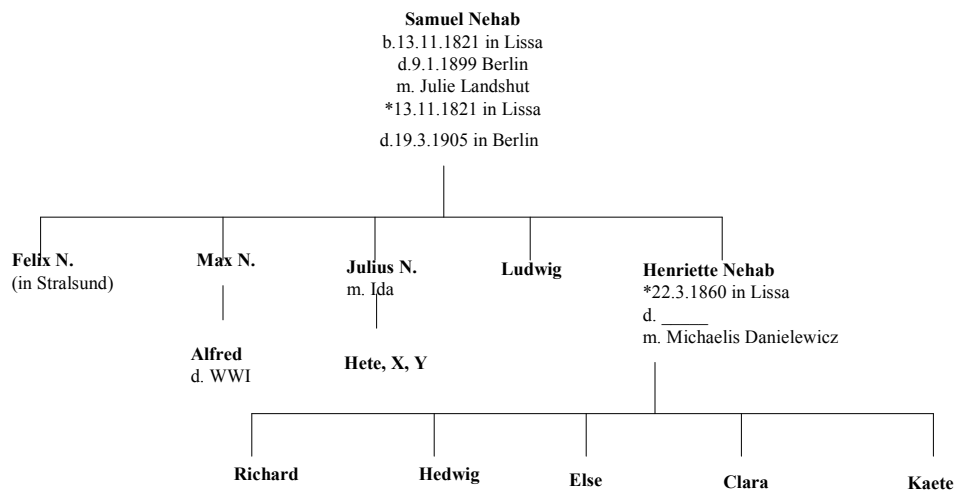 Samuel Nehab
b.13.11.1821 in Lissa
d.9.1.1899 Berlin
m. Julie Landshut
*13.11.1821 in Lissa
d.19.3.1905 in Berlin
Felix N.
(in Stralsund)
Max N.
Julius N.
m. Ida
Ludwig
Henriette Nehab
*22.3.1860 in Lissa
d. _____
m. Michaelis Danielewicz
Alfred
d. WWI
Hete, X, Y
Richard
Hedwig
Else
Clara
Kaete